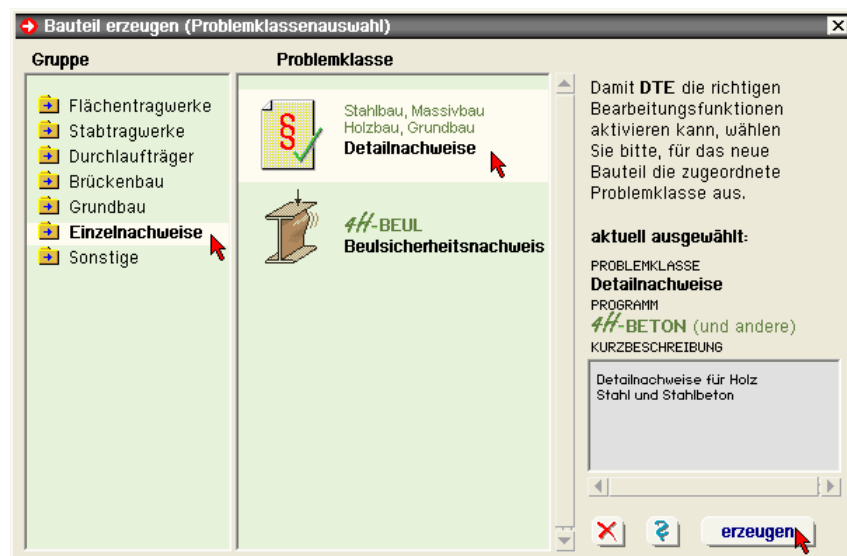 Bauteil erzeugen (Problemklassenauswahl)
Gruppe
Flächentragwerke
Stabtragwerke
Durchlaufträger
Brückenbau
Grundbau
Einzelnachweise
Sonstige
Problemklasse
§
Stahlbau, Massivbau
Holzbau, Grundbau
Detailnachweise
4H-BEUL
Beulsicherheitsnachweis
Damit DTE die richtigen
Bearbeitungsfunktionen
aktivieren kann, wählen
Sie bitte, für das neue
Bauteil die zugeordnete
Problemklasse aus.
aktuell ausgewählt:
PROBLEMKLASSE
Detailnachweise
PROGRAMM
4H-BETON (und andere)
KURZBESCHREIBUNG
Detailnachweise für Holz
Stahl und Stahlbeton
erzeugen